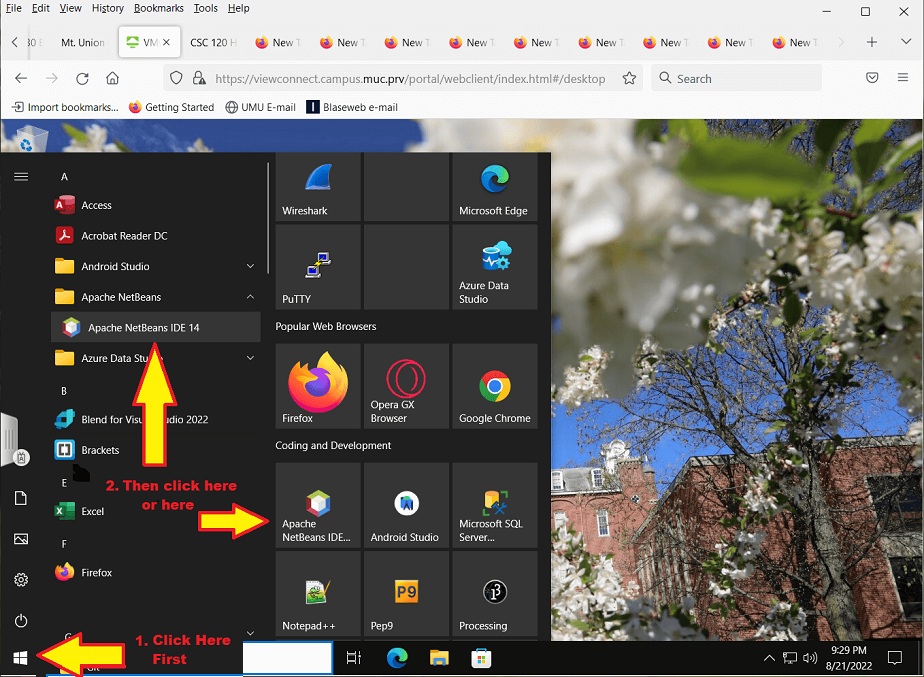 File Edit View History Bookmarks Tools Help
Mt. Union VM CSC 120 H New T New T New T New T New T New T New T New T New T
https://viewconnect.campus.muc.prv/portal/webclient/index.html#/desktop Search
Import bookmarks... Getting Started UMU E-mail Blaseweb e-mail
A
Access
Acrobat Reader DC
Android Studio
Apache NetBeans
Apache NetBeans IDE 14
Azure Data Stu
B
Blend for Vis udio 2022
Brackets
E
Excel
F
Firefox
G
Git
Wireshark
Microsoft Edge
PuTTY
Azure Data
Studio
Popular Web Browsers
Firefox
Opera GX
Browser
Google Chrome
Coding and Development
Apache
NetBeans IDE...
Android Studio
Microsoft SQL
Server...
Notepad++
P9
Pep9
Processing
2. Then click here
or here
1. Click Here
First
9:29 PM
8/21/2022